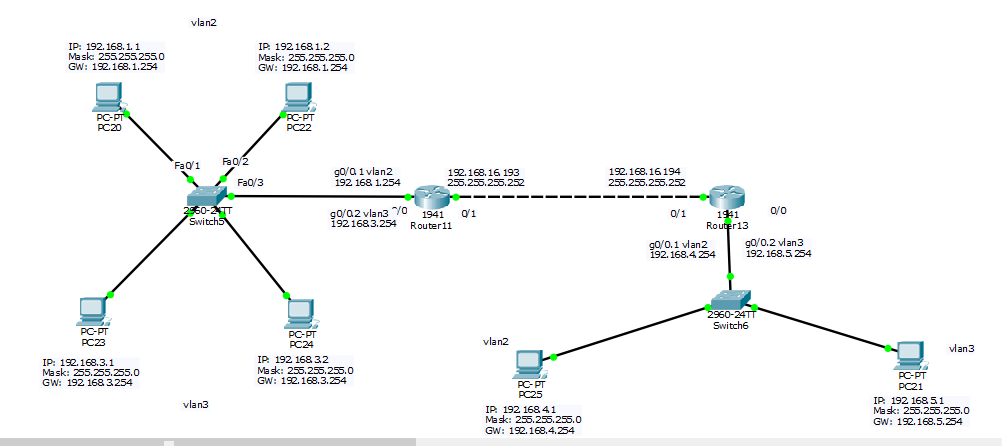 vlan2
IP: 192.168.1.1
Mask: 255.255.255.0
GW: 192.168.1.254
IP: 192.168.1.2
Mask: 255.255.255.0
GW: 192.168.1.254
PC-PT
PC20
PC-PT
PC22
Fa0/1
Fa0/2
Fa0/3
2960-24TT
Switch5
g0/0.1 vlan2
192.168.1.254
g0/0.2 vlan3
192.168.3.254
192.168.16.193
255.255.255.252
/0
0/1
1941
Router11
192.168.16.194
255.255.255.252
0/1
0/0
1941
Router13
g0/0.1 vlan2
192.168.4.254
g0/0.2 vlan3
192.168.5.254
2960-24TT
Switch6
PC-PT
PC23
IP: 192.168.3.1
Mask: 255.255.255.0
GW: 192.168.3.254
PC-PT
PC24
IP: 192.168.3.2
Mask: 255.255.255.0
GW: 192.168.3.254
vlan3
vlan2
PC-PT
PC25
IP: 192.168.4.1
Mask: 255.255.255.0
GW: 192.168.4.254
vlan3
PC-PT
PC21
IP: 192.168.5.1
Mask: 255.255.255.0
GW: 192.168.5.254